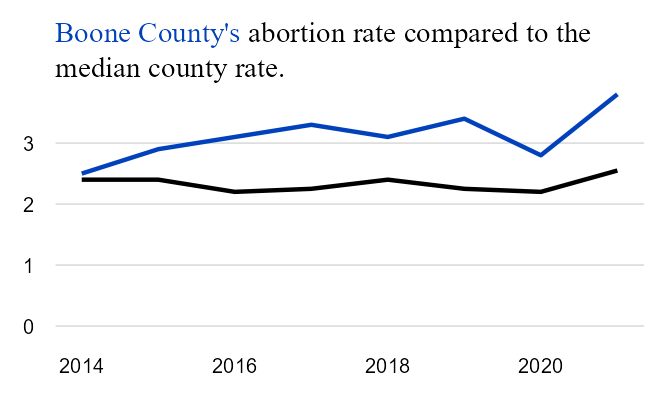 Boone County's abortion rate compared to the
median county rate.
3
2
1
0
2014 2016 2018 2020